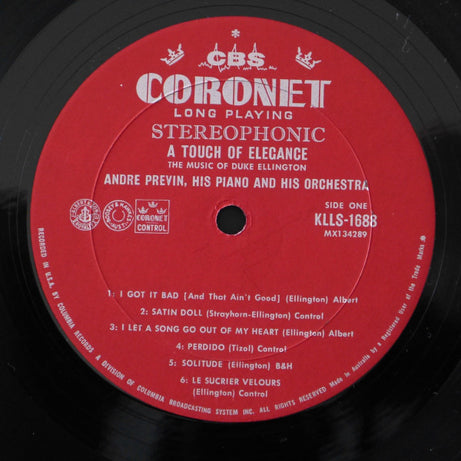 CBS
CORONET
LONG PLAYING
STEREOPHONIC
A TOUCH OF ELEGANCE
THE MUSIC OF DUKE ELLINGTON
ANDRE PREVIN, HIS PIANO AND HIS ORCHESTRA
SIDE ONE
KLLS-1688
MX134289
CORONET
CONTROL
1: I GOT IT BAD [And That Ain't Good] (Ellington) Albert
2: SATIN DOLL (Strayhorn-Ellington) Control
3: I LET A SONG GO OUT OF MY HEART (Ellington) Albert
4: PERDIDO (Tizol) Control
5: SOLITUDE (Ellington) B&H
6: LE SUCRIER VELOURS
(Ellington) Control
RECORDED IN U.S.A. BY COLUMBIA RECORDS A DIVISION OF COLUMBIA BROADCASTING SYSTEM INC. ALL RIGHTS RESERVED Made in Australia by a Registered User of the Trade Marks.